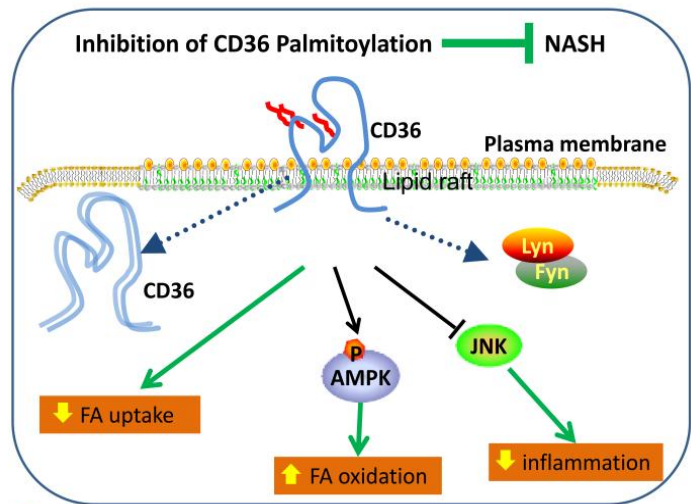 Inhibition of CD36 Palmitoylation NASH
CD36
Plasma membrane
Lipid raft
CD36
Lyn
Fyn
P
AMPK
JNK
FA uptake
FA oxidation
inflammation